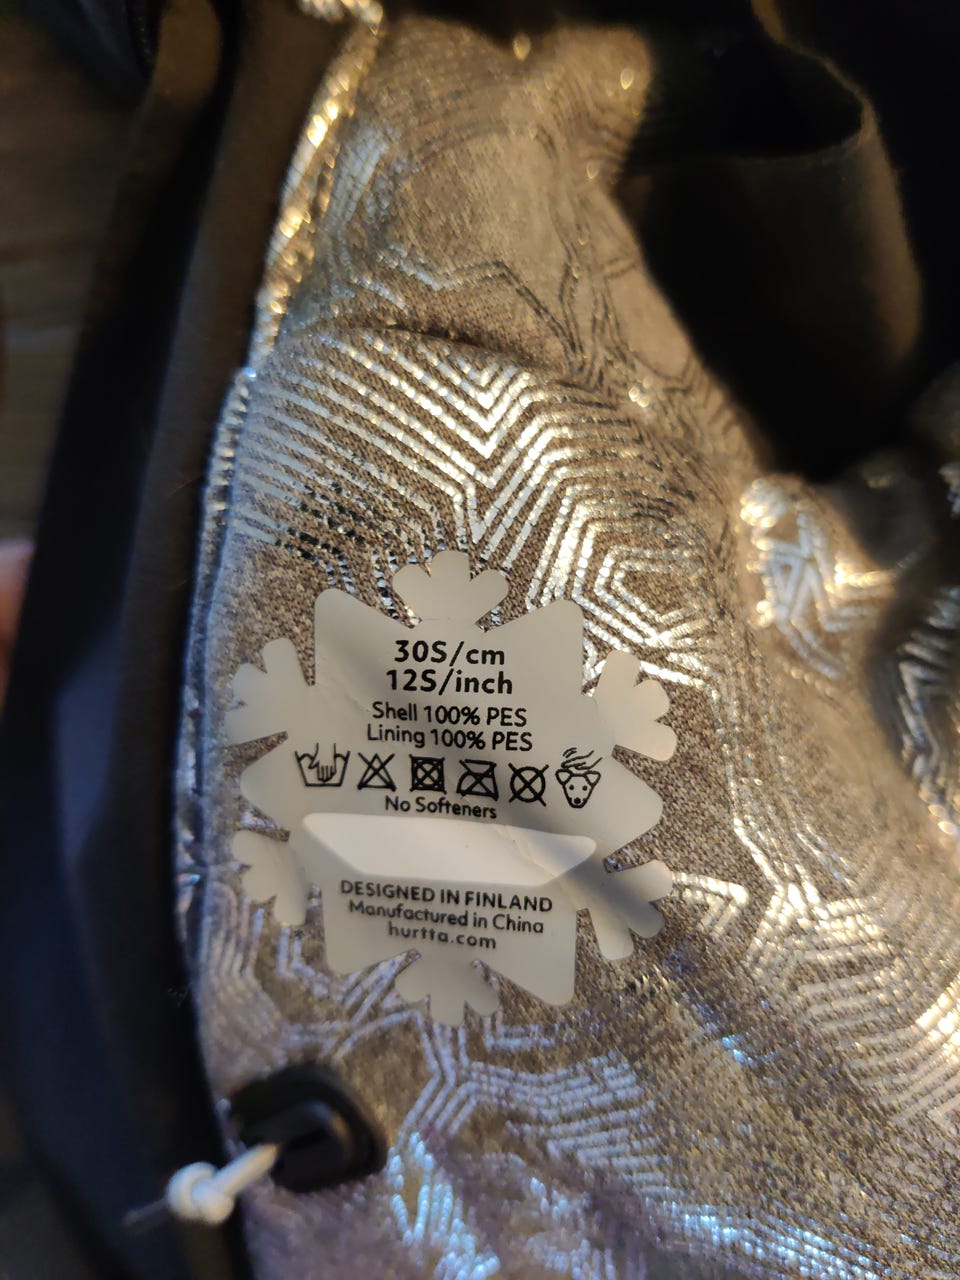 30S/cm
12S/inch
Shell 100% PES
Lining 100% PES
No Softeners
DESIGNED IN FINLAND
Manufactured in China
hurtta.com